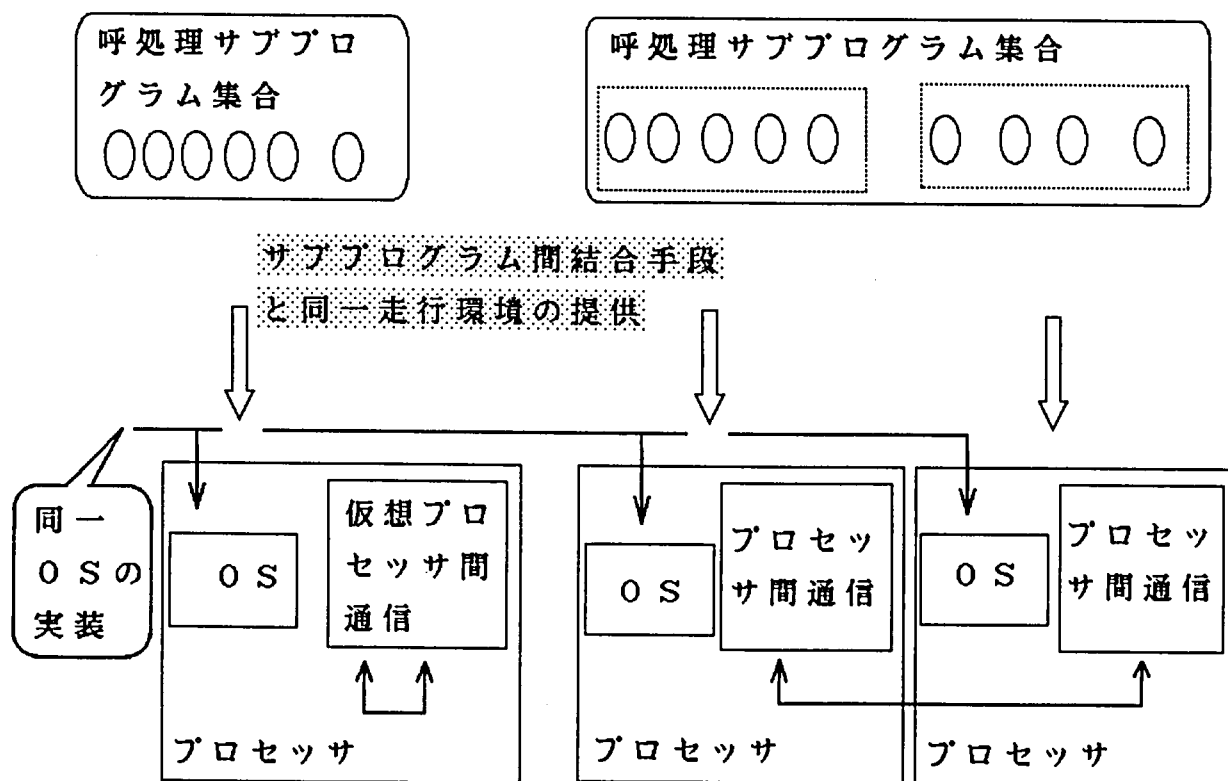 呼処理サブプロ
グラム集合
呼処理サブプログラム集合
サブプログラム間結合手段
と同一走行環境の提供
同一
OSの
実装
OS
仮想プロ
セッサ間
通信
プロセッサ
OS
プロセッ
サ間通信
プロセッサ
OS
プロセッ
サ間通信
プロセッサ